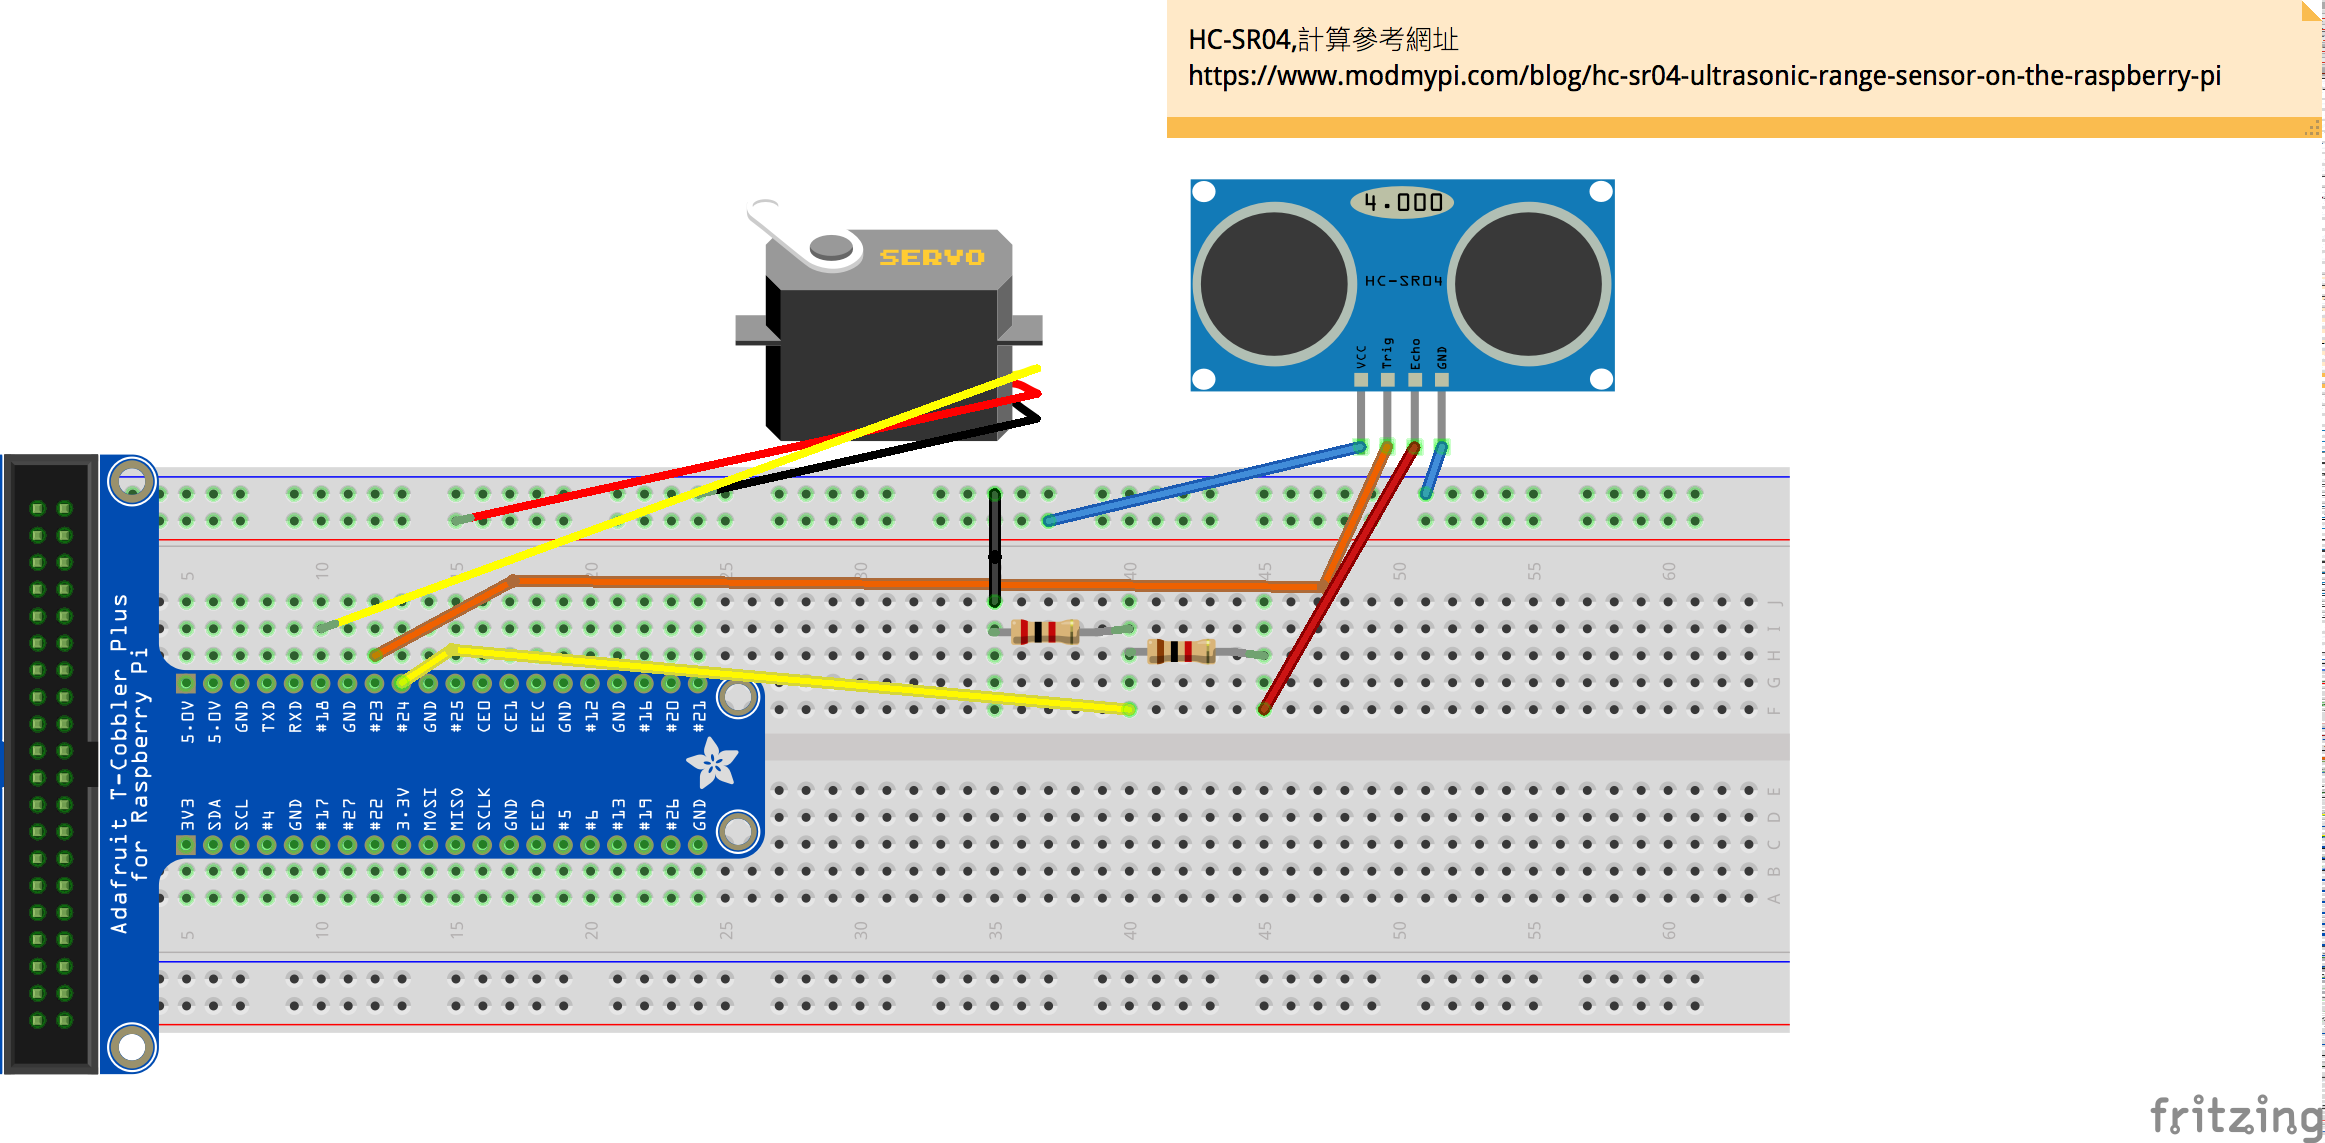 HC-SR04,計算參考網址
https://www.modmypi.com/blog/hc-sr04-ultrasonic-range-sensor-on-the-raspberry-pi
4.000
SERVO
HC-SR04
VCC
Trig
Echo
GND
5
10
15
20
25
30
40
45
50
55
60
J
I
H
G
F
5.0V
5.0V
GND
TXD
RXD
#18
GND
#23
#24
GND
#25
CE0
CE1
EEC
GND
#12
GND
#16
#20
#21
Adafruit T-Cobbler Plus
for Raspberry Pi
3V3
SDA
SCL
#4
GND
#17
#27
#22
3.3V
MOSI
MISO
SCLK
GND
EED
#5
#6
#13
#19
#26
GND
E
D
C
B
A
5
10
15
20
25
30
35
40
45
50
55
60
fritzing